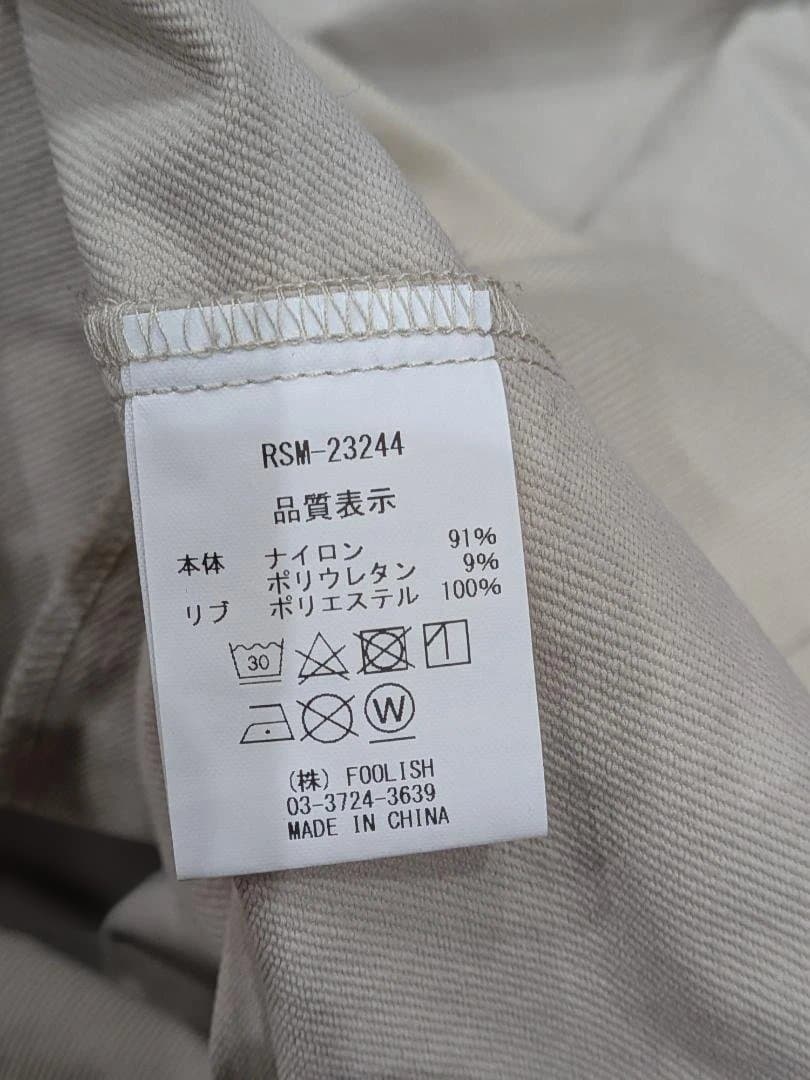 RSM-23244
品質表示
本体 ナイロン 91%
ポリウレタン 9%
リブ ポリエステル 100%
30
W
(株) FOOLISH
03-3724-3639
MADE IN CHINA